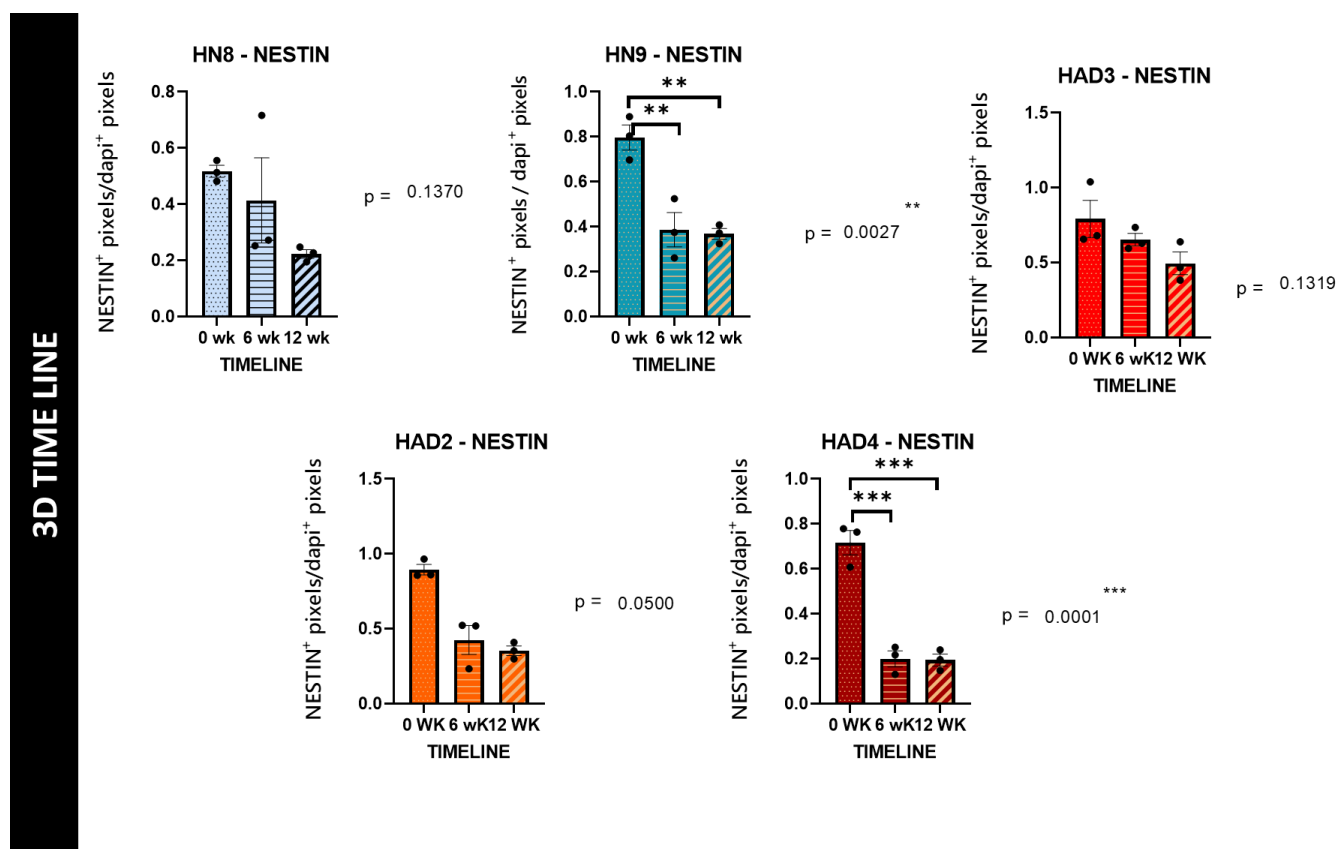 3D TIME LINE
HN8 - NESTIN
NESTIN⁺ pixels/dapi⁺ pixels
0.8
0.6
0.4
0.2
0.0
0 wk 6 wk 12 wk
TIMELINE
p = 0.1370
HN9 - NESTIN
NESTIN⁺ pixels / dapi⁺ pixels
1.0
0.8
0.6
0.4
0.2
0.0
**
**
0 wk 6 wk 12 wk
TIMELINE
p = 0.0027 **
HAD3 - NESTIN
NESTIN⁺ pixels/dapi⁺ pixels
1.5
1.0
0.5
0.0
0 WK 6 wK 12 WK
TIMELINE
p = 0.1319
HAD2 - NESTIN
NESTIN⁺ pixels/dapi⁺ pixels
1.5
1.0
0.5
0.0
0 WK 6 wK 12 WK
TIMELINE
p = 0.0500
HAD4 - NESTIN
NESTIN⁺ pixels/dapi⁺ pixels
1.0
0.8
0.6
0.4
0.2
0.0
***
***
0 WK 6 wK 12 WK
TIMELINE
p = 0.0001 ***